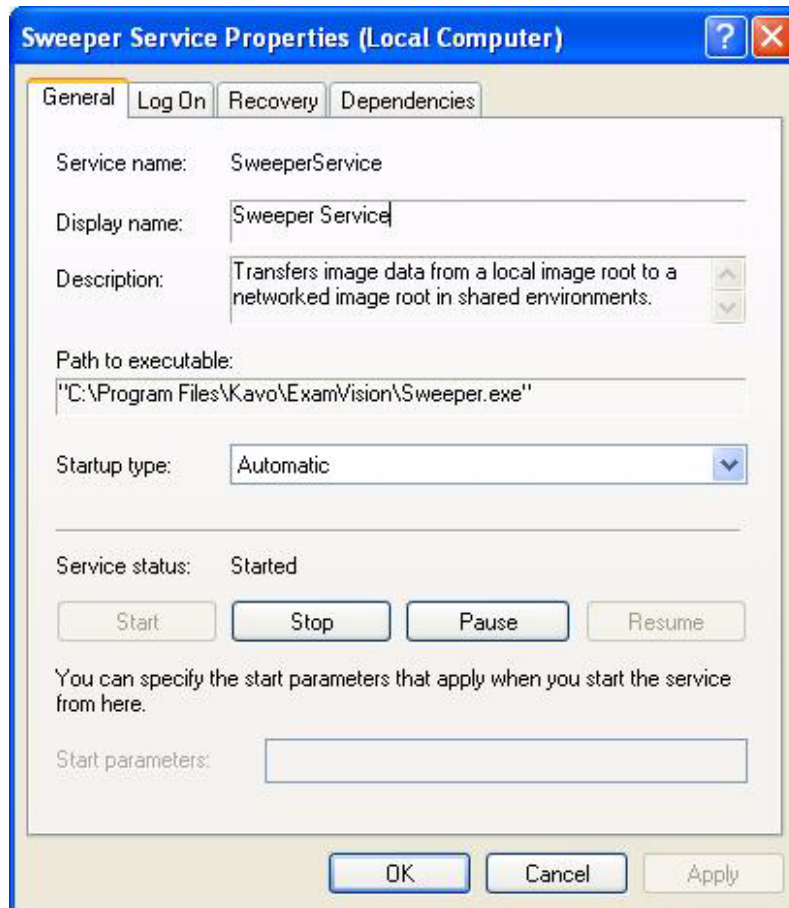 Sweeper Service Properties (Local Computer)
General Log On Recovery Dependencies
Service name: SweeperService
Display name: Sweeper Service
Description: Transfers image data from a local image root to a
networked image root in shared environments.
Path to executable:
"C:\Program Files\Kavo\ExamVision\Sweeper.exe"
Startup type: Automatic
Service status: Started
Start Stop Pause Resume
You can specify the start parameters that apply when you start the service
from here.
Start parameters:
OK Cancel Apply